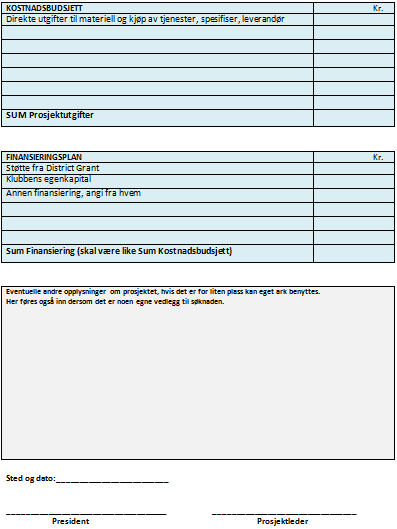 KOSTNADSBUDSJETT Kr.
Direkte utgifter til materiell og kjøp av tjenester, spesifiser, leverandør
SUM Prosjektutgifter
FINANSIERINGSPLAN Kr.
Støtte fra District Grant
Klubbens egenkapital
Annen finansiering, angi fra hvem
Sum Finansiering (skal være like Sum Kostnadsbudsjett)
Eventuelle andre opplysninger om prosjektet, hvis det er for liten plass kan eget ark benyttes.
Her føres også inn dersom det er noen egne vedlegg til søknaden.
Sted og dato:________________________
President Prosjektleder